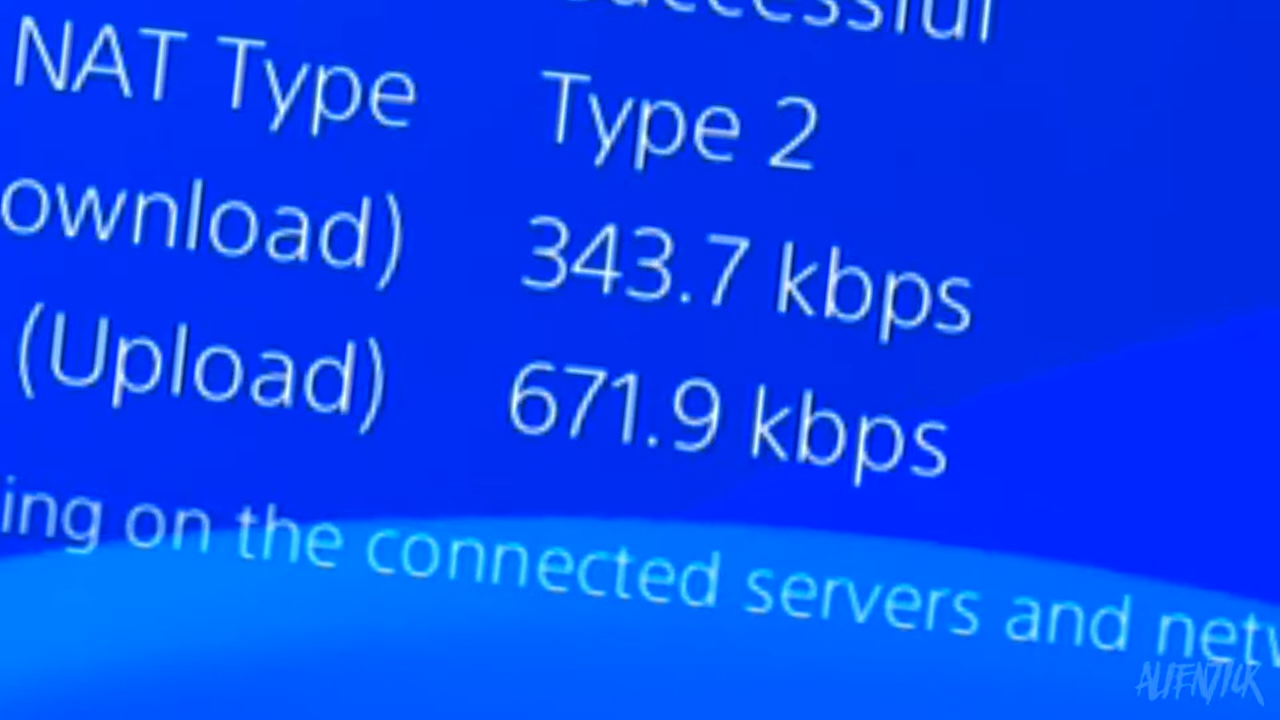 Successful
NAT Type Type 2
ownload) 343.7 kbps
(Upload) 671.9 kbps
ing on the connected servers and netw